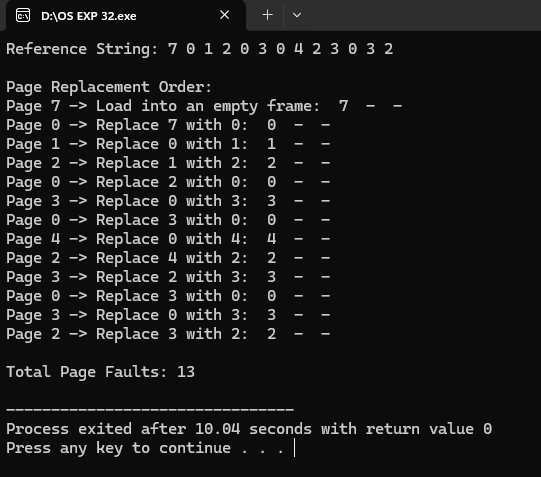 D:\OS EXP 32.exe
Reference String: 7 0 1 2 0 3 0 4 2 3 0 3 2
Page Replacement Order:
Page 7 -> Load into an empty frame:  7  -  -
Page 0 -> Replace 7 with 0:  0  -  -
Page 1 -> Replace 0 with 1:  1  -  -
Page 2 -> Replace 1 with 2:  2  -  -
Page 0 -> Replace 2 with 0:  0  -  -
Page 3 -> Replace 0 with 3:  3  -  -
Page 0 -> Replace 3 with 0:  0  -  -
Page 4 -> Replace 0 with 4:  4  -  -
Page 2 -> Replace 4 with 2:  2  -  -
Page 3 -> Replace 2 with 3:  3  -  -
Page 0 -> Replace 3 with 0:  0  -  -
Page 3 -> Replace 0 with 3:  3  -  -
Page 2 -> Replace 3 with 2:  2  -  -
Total Page Faults: 13
--------------------------------
Process exited after 10.04 seconds with return value 0
Press any key to continue . . .